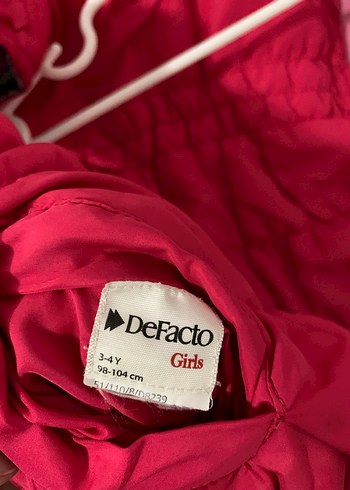 DeFacto
Girls
3-4 Y
98-104 cm